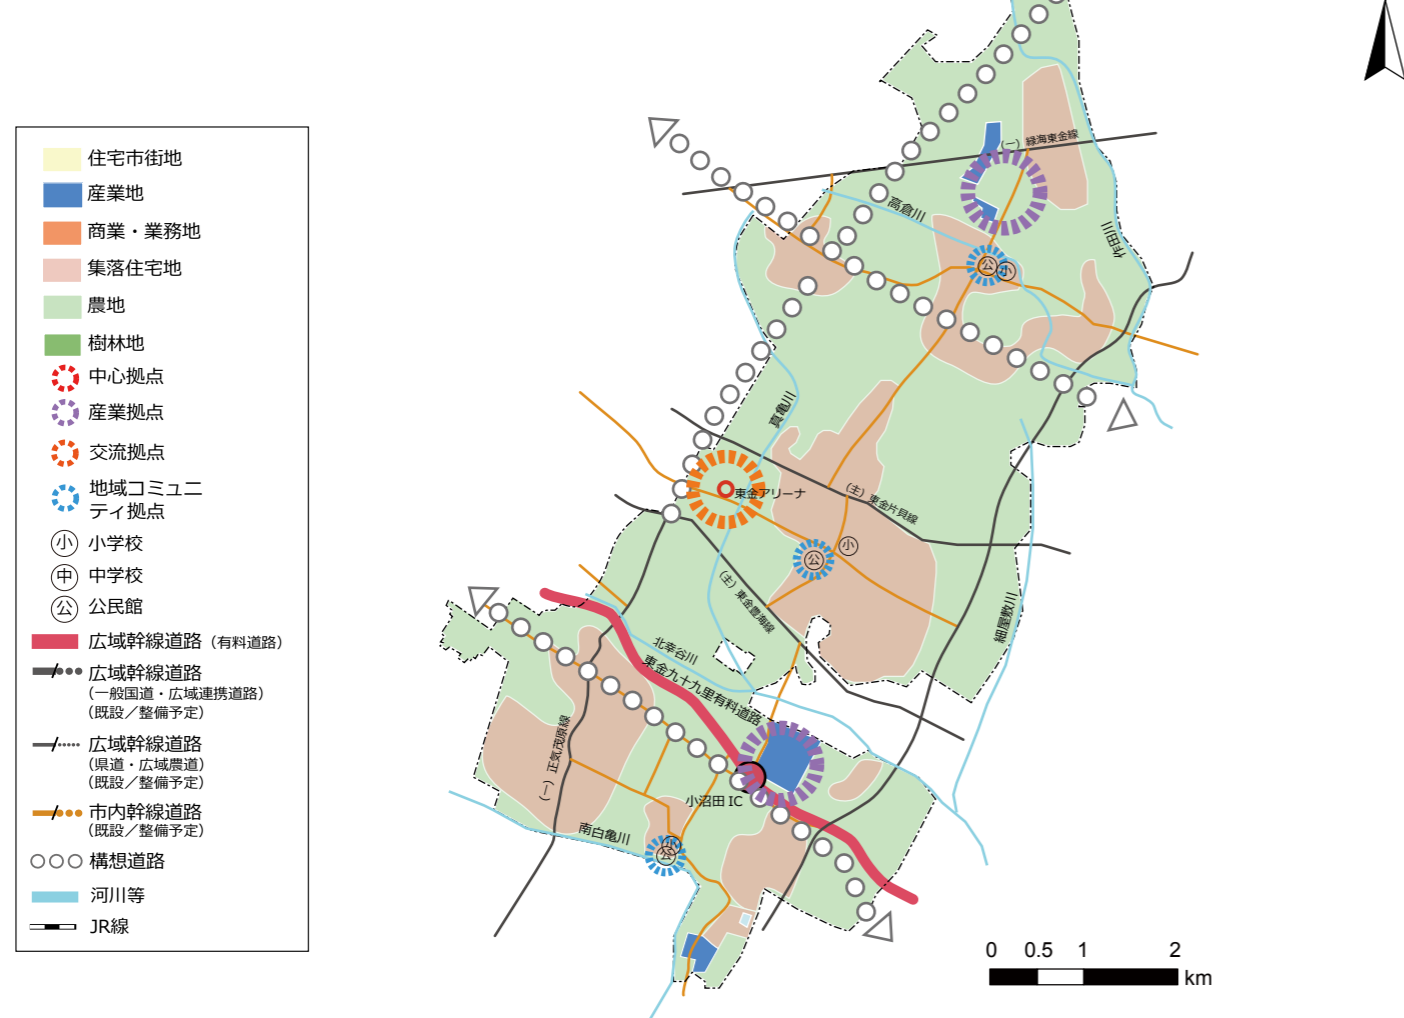 住宅市街地
産業地
商業・業務地
集落住宅地
農地
樹林地
中心拠点
産業拠点
交流拠点
地域コミュニ
ティ拠点
小 小学校
中 中学校
公 公民館
広域幹線道路（有料道路）
広域幹線道路
（一般国道・広域連携道路）
（既設／整備予定）
広域幹線道路
（県道・広域農道）
（既設／整備予定）
市内幹線道路
（既設／整備予定）
構想道路
河川等
JR線
（一）緑海東金線
高倉川
作田川
公
小
真亀川
東金アリーナ
（主）東金片貝線
小
公
（主）東金豊海線
細屋敷川
北幸谷川
東金九十九里有料道路
（一）正気茂原線
小沼田 IC
南白亀川
小
公
0 0.5 1 2
km